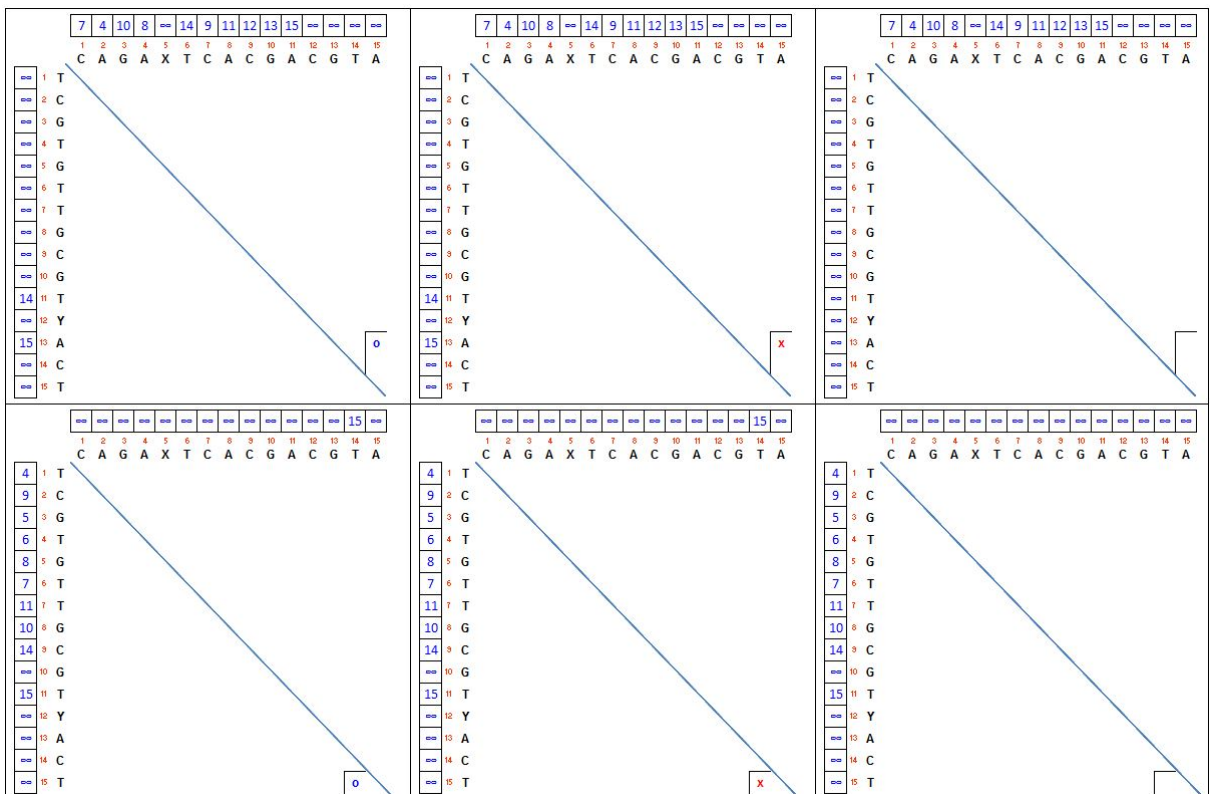 7 4 10 8 ∞ 14 9 11 12 13 15 ∞ ∞ ∞ ∞
1 2 3 4 5 6 7 8 9 10 11 12 13 14 15
C A G A X T C A C G A C G T A
∞ 1 T
∞ 2 C
∞ 3 G
∞ 4 T
∞ 5 G
∞ 6 T
∞ 7 T
∞ 8 G
∞ 9 C
∞ 10 G
14 11 T
∞ 12 Y
15 13 A o
∞ 14 C
∞ 15 T
7 4 10 8 ∞ 14 9 11 12 13 15 ∞ ∞ ∞ ∞
1 2 3 4 5 6 7 8 9 10 11 12 13 14 15
C A G A X T C A C G A C G T A
∞ 1 T
∞ 2 C
∞ 3 G
∞ 4 T
∞ 5 G
∞ 6 T
∞ 7 T
∞ 8 G
∞ 9 C
∞ 10 G
14 11 T
∞ 12 Y
15 13 A x
∞ 14 C
∞ 15 T
7 4 10 8 ∞ 14 9 11 12 13 15 ∞ ∞ ∞ ∞
1 2 3 4 5 6 7 8 9 10 11 12 13 14 15
C A G A X T C A C G A C G T A
∞ 1 T
∞ 2 C
∞ 3 G
∞ 4 T
∞ 5 G
∞ 6 T
∞ 7 T
∞ 8 G
∞ 9 C
∞ 10 G
14 11 T
∞ 12 Y
15 13 A
∞ 14 C
∞ 15 T
∞ ∞ ∞ ∞ ∞ ∞ ∞ ∞ ∞ ∞ ∞ ∞ ∞ 15 ∞
1 2 3 4 5 6 7 8 9 10 11 12 13 14 15
C A G A X T C A C G A C G T A
4 1 T
9 2 C
5 3 G
6 4 T
8 5 G
7 6 T
11 7 T
10 8 G
14 9 C
∞ 10 G
15 11 T
∞ 12 Y
∞ 13 A
∞ 14 C
∞ 15 T o
∞ ∞ ∞ ∞ ∞ ∞ ∞ ∞ ∞ ∞ ∞ ∞ ∞ 15 ∞
1 2 3 4 5 6 7 8 9 10 11 12 13 14 15
C A G A X T C A C G A C G T A
4 1 T
9 2 C
5 3 G
6 4 T
8 5 G
7 6 T
11 7 T
10 8 G
14 9 C
∞ 10 G
15 11 T
∞ 12 Y
∞ 13 A
∞ 14 C
∞ 15 T x
∞ ∞ ∞ ∞ ∞ ∞ ∞ ∞ ∞ ∞ ∞ ∞ ∞ ∞ ∞
1 2 3 4 5 6 7 8 9 10 11 12 13 14 15
C A G A X T C A C G A C G T A
4 1 T
9 2 C
5 3 G
6 4 T
8 5 G
7 6 T
11 7 T
10 8 G
14 9 C
∞ 10 G
15 11 T
∞ 12 Y
∞ 13 A
∞ 14 C
∞ 15 T